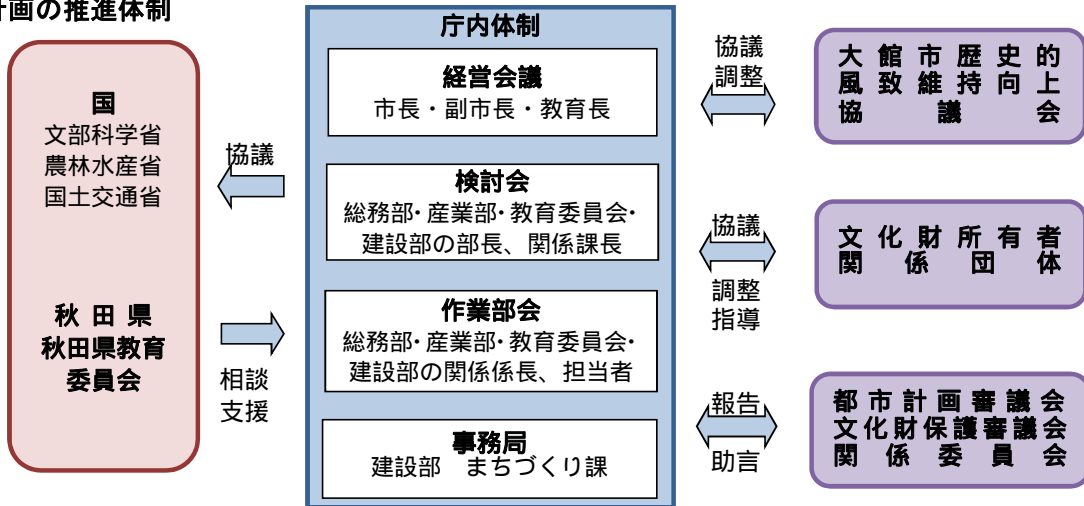 計画の推進体制
国
文部科学省
農林水産省
国土交通省
秋田県
秋田県教育
委員会
協議
相談
支援
庁内体制
経営会議
市長・副市長・教育長
検討会
総務部・産業部・教育委員会・
建設部の部長、関係課長
作業部会
総務部・産業部・教育委員会・
建設部の関係係長、担当者
事務局
建設部　まちづくり課
協議
調整
協議
調整
指導
報告
助言
大館市歴史的
風致維持向上
協議会
文化財所有者
関係団体
都市計画審議会
文化財保護審議会
関係委員会